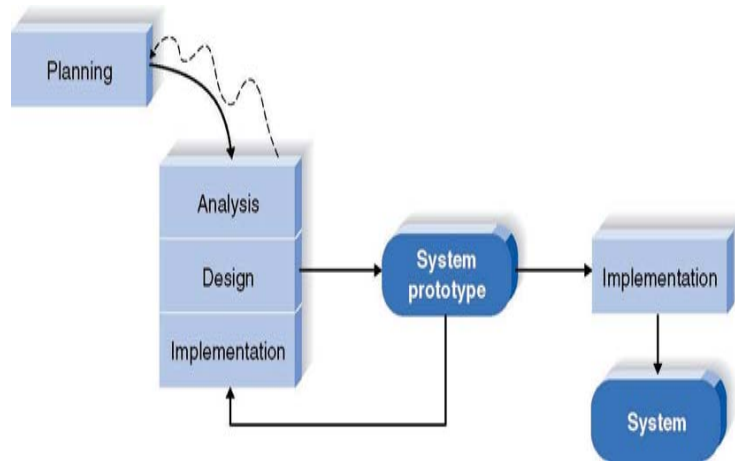 Planning
Analysis
Design
Implementation
System
prototype
Implementation
System